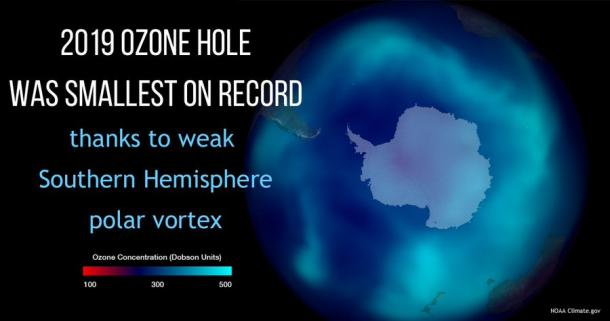 2019 OZONE HOLE
WAS SMALLEST ON RECORD
thanks to weak
Southern Hemisphere
polar vortex
Ozone Concentration (Dobson Units)
100 300 500
NOAA Climate.gov